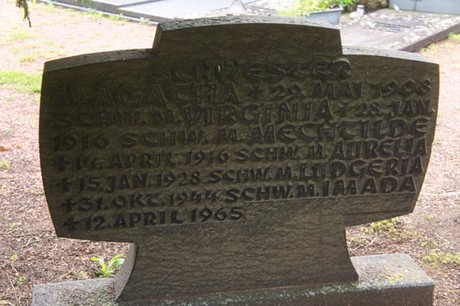 SCHWESTER
M. AGATHA + 29. MAI 1908
SCHW. M. VIRGINIA + 28. JAN.
1916 SCHW. M. MECHTILDE
+ 14. APRIL 1916 SCHW. M. AURELIA
+ 15. JAN. 1928 SCHW. M. LUDGERIA
+ 31. OKT. 1944 SCHW. M. IMADA
+ 12. APRIL 1965